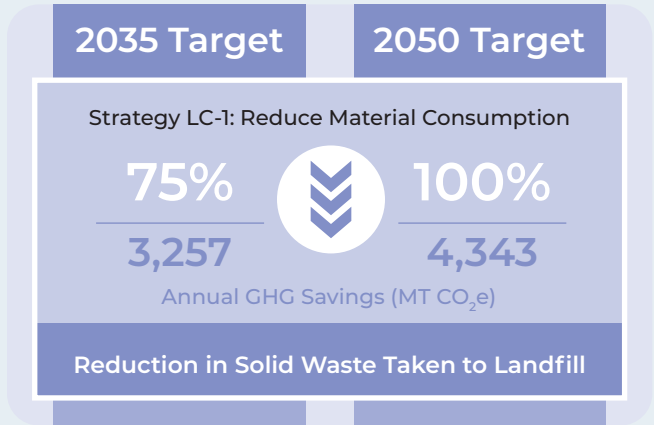 2035 Target 2050 Target
Strategy LC-1: Reduce Material Consumption
75% 100%
3,257 4,343
Annual GHG Savings (MT CO₂e)
Reduction in Solid Waste Taken to Landfill